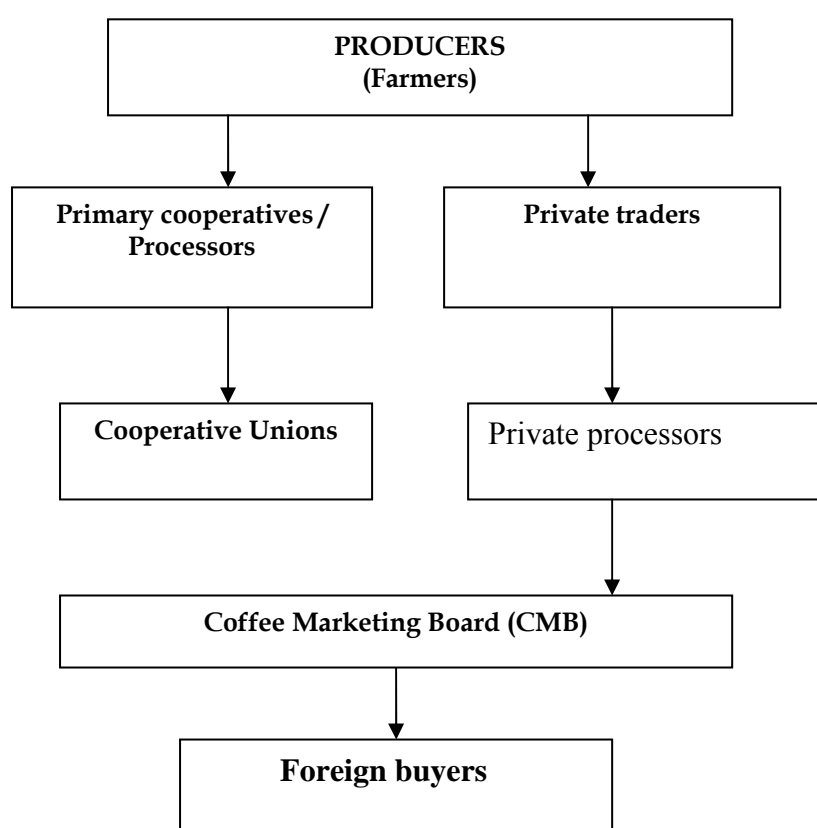 PRODUCERS
(Farmers)
Primary cooperatives /
Processors
Private traders
Cooperative Unions
Private processors
Coffee Marketing Board (CMB)
Foreign buyers